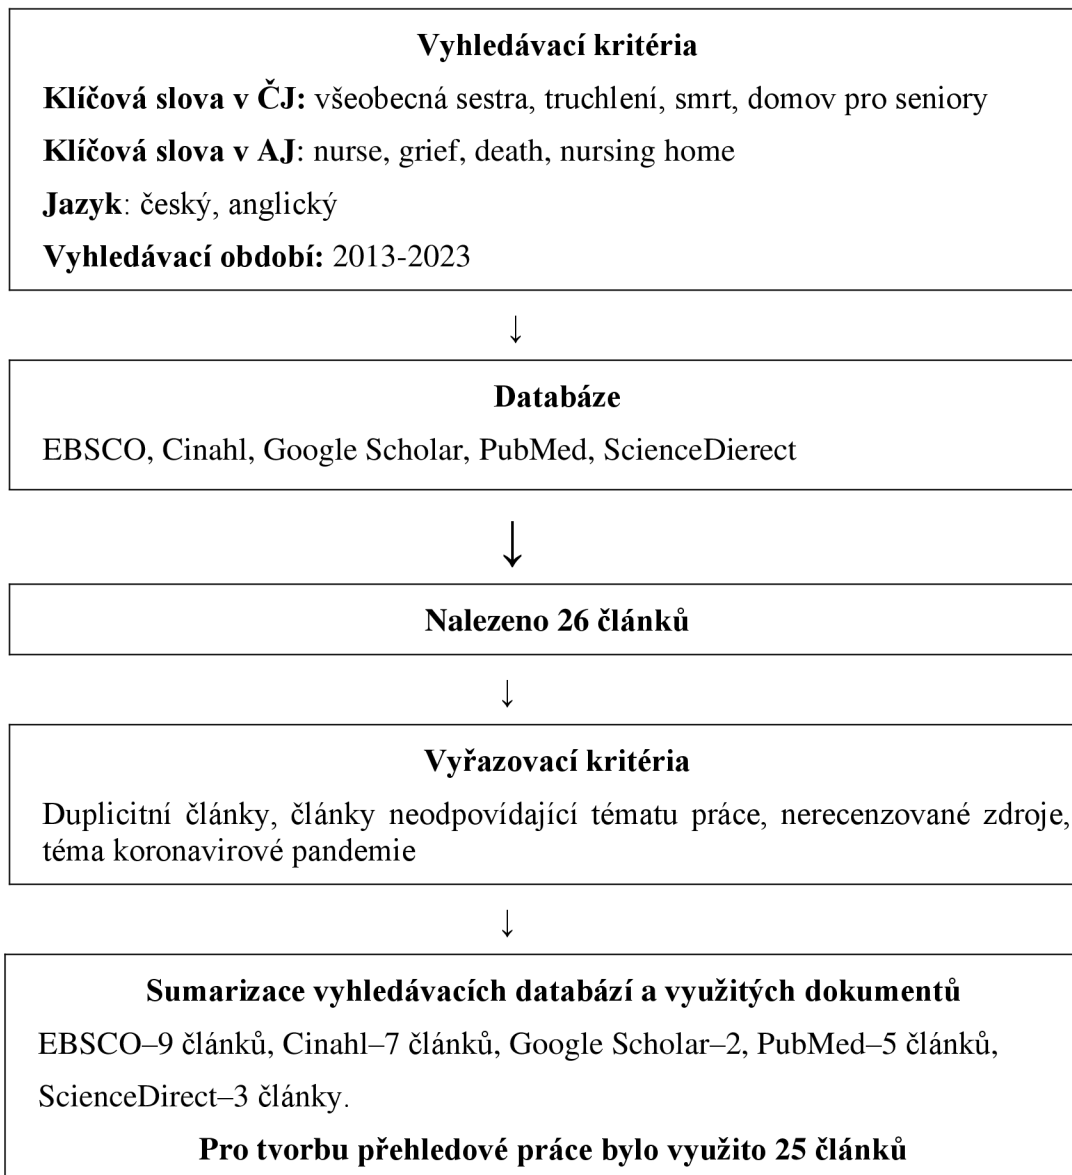 Vyhledávací kritéria
Klíčová slova v ČJ: všeobecná sestra, truchlení, smrt, domov pro seniory
Klíčová slova v AJ: nurse, grief, death, nursing home
Jazyk: český, anglický
Vyhledávací období: 2013-2023
↓
Databáze
EBSCO, Cinahl, Google Scholar, PubMed, ScienceDierect
↓
Nalezeno 26 článků
↓
Vyřazovací kritéria
Duplicitní články, články neodpovídající tématu práce, nerecenzované zdroje,
téma koronavirové pandemie
↓
Sumarizace vyhledávacích databází a využitých dokumentů
EBSCO–9 článků, Cinahl–7 článků, Google Scholar–2, PubMed–5 článků,
ScienceDirect–3 články.
Pro tvorbu přehledové práce bylo využito 25 článků